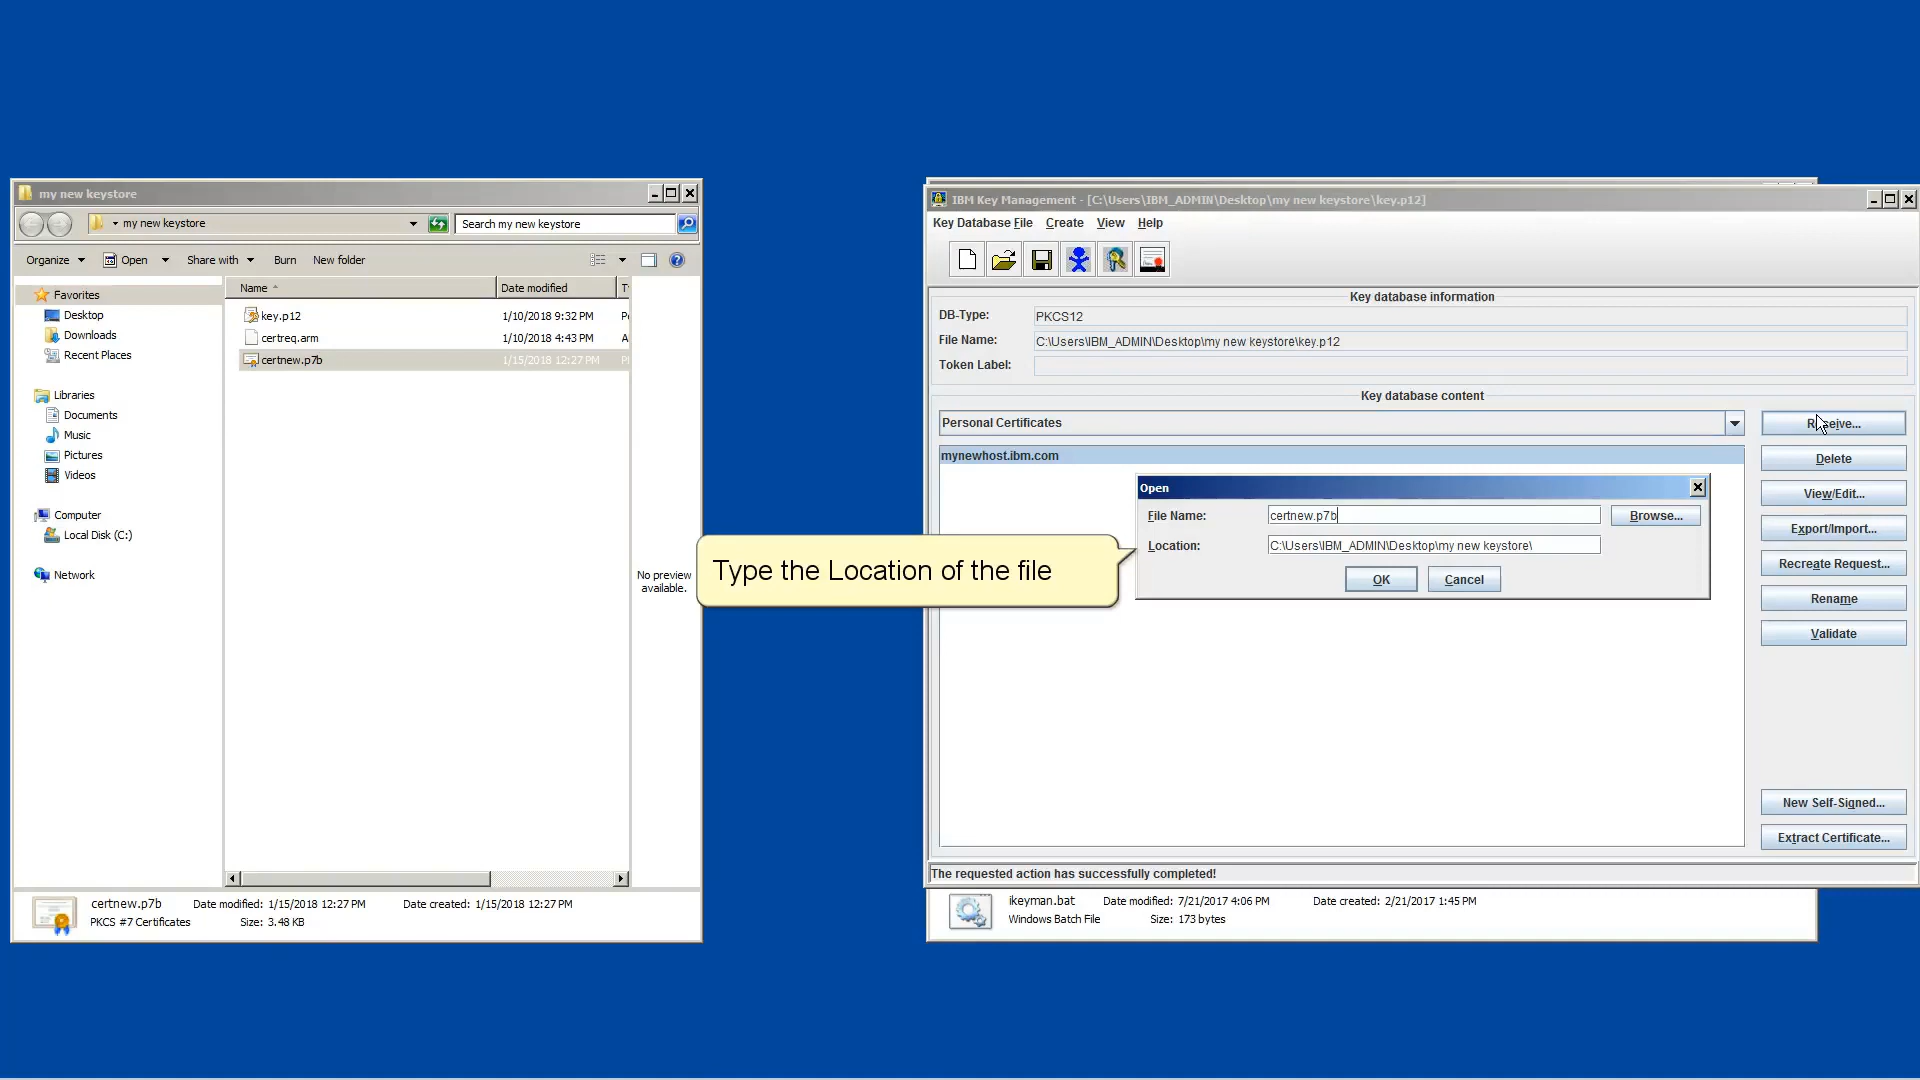 my new keystore
my new keystore
Search my new keystore
Organize
Open
Share with
Burn
New folder
Favorites
Desktop
Downloads
Recent Places
Libraries
Documents
Music
Pictures
Videos
Computer
Local Disk (C:)
Network
Name
Date modified
key.p12
1/10/2018 9:32 PM
certreq.arm
1/10/2018 4:43 PM
certnew.p7b
1/15/2018 12:27 PM
No preview
available.
certnew.p7b
Date modified: 1/15/2018 12:27 PM
Date created: 1/15/2018 12:27 PM
PKCS #7 Certificates
Size: 3.48 KB
Type the Location of the file
IBM Key Management - [C:\Users\IBM_ADMIN\Desktop\my new keystore\key.p12]
Key Database File
Create
View
Help
Key database information
DB-Type:
PKCS12
File Name:
C:\Users\IBM_ADMIN\Desktop\my new keystore\key.p12
Token Label:
Key database content
Personal Certificates
mynewhost.ibm.com
Receive...
Delete
View/Edit...
Export/Import...
Recreate Request...
Rename
Validate
New Self-Signed...
Extract Certificate...
Open
File Name:
certnew.p7b
Browse...
Location:
C:\Users\IBM_ADMIN\Desktop\my new keystore\
OK
Cancel
The requested action has successfully completed!
ikeyman.bat
Date modified: 7/21/2017 4:06 PM
Date created: 2/21/2017 1:45 PM
Windows Batch File
Size: 173 bytes